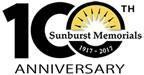 100TH
Sunburst Memorials
1917 - 2017
ANNIVERSARY